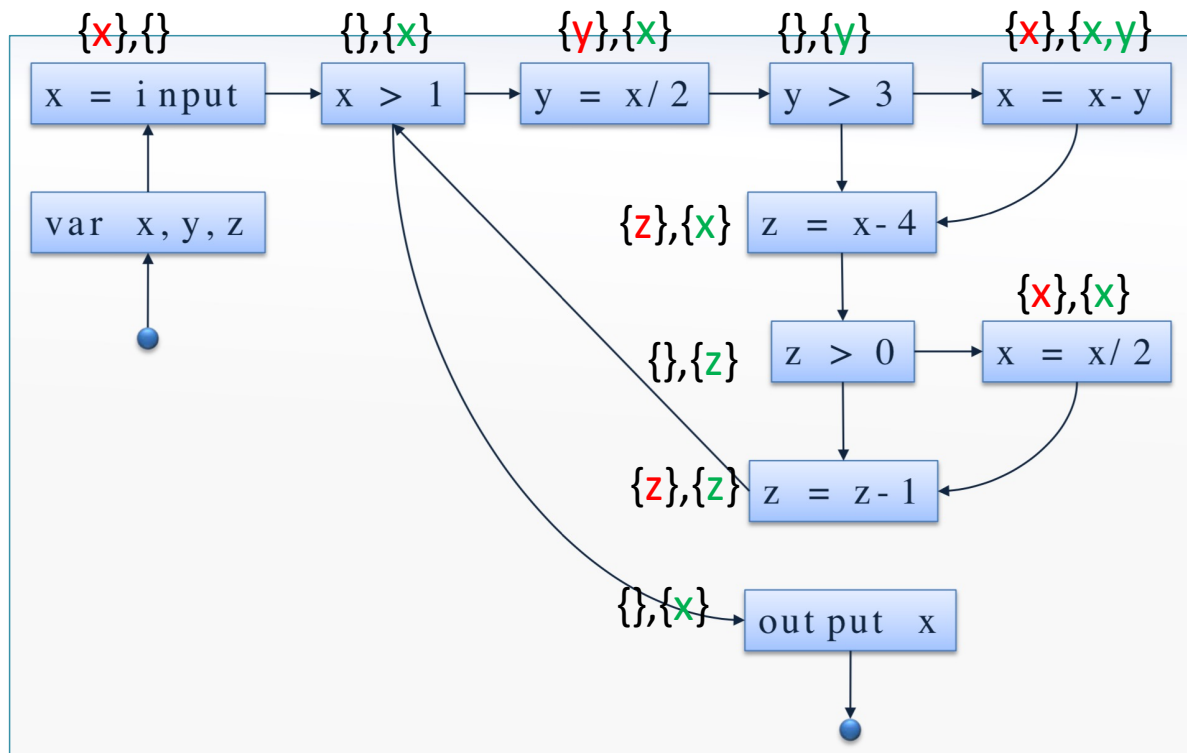 {x},{} {},{x} {y},{x} {},{y} {x},{x,y}
x = input x > 1 y = x/2 y > 3 x = x-y
var x,y,z {z},{x} z = x-4
{x},{x}
{},{z} z > 0 x = x/2
{z},{z} z = z-1
{},{x} output x